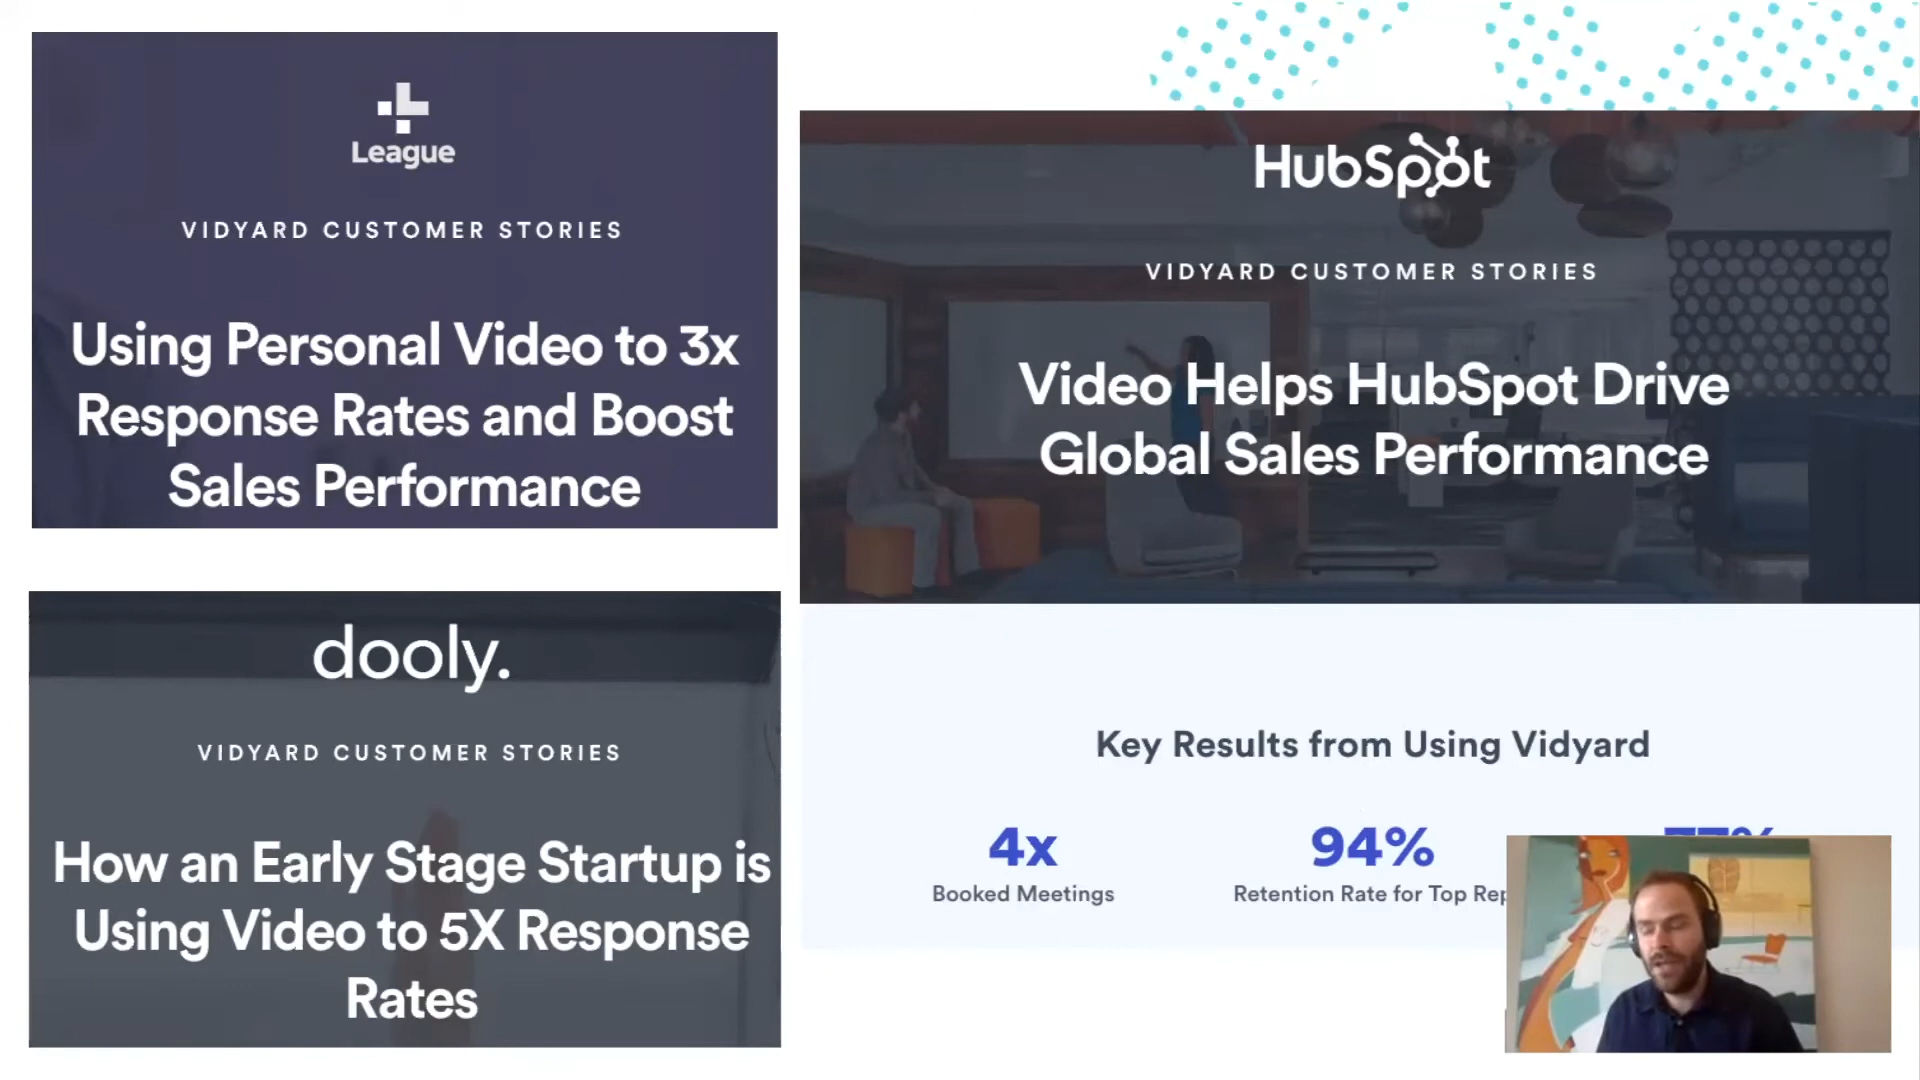 League
VIDYARD CUSTOMER STORIES
Using Personal Video to 3x
Response Rates and Boost
Sales Performance
dooly.
VIDYARD CUSTOMER STORIES
How an Early Stage Startup is
Using Video to 5X Response
Rates
HubSpot
VIDYARD CUSTOMER STORIES
Video Helps HubSpot Drive
Global Sales Performance
Key Results from Using Vidyard
4x
Booked Meetings
94%
Retention Rate for Top